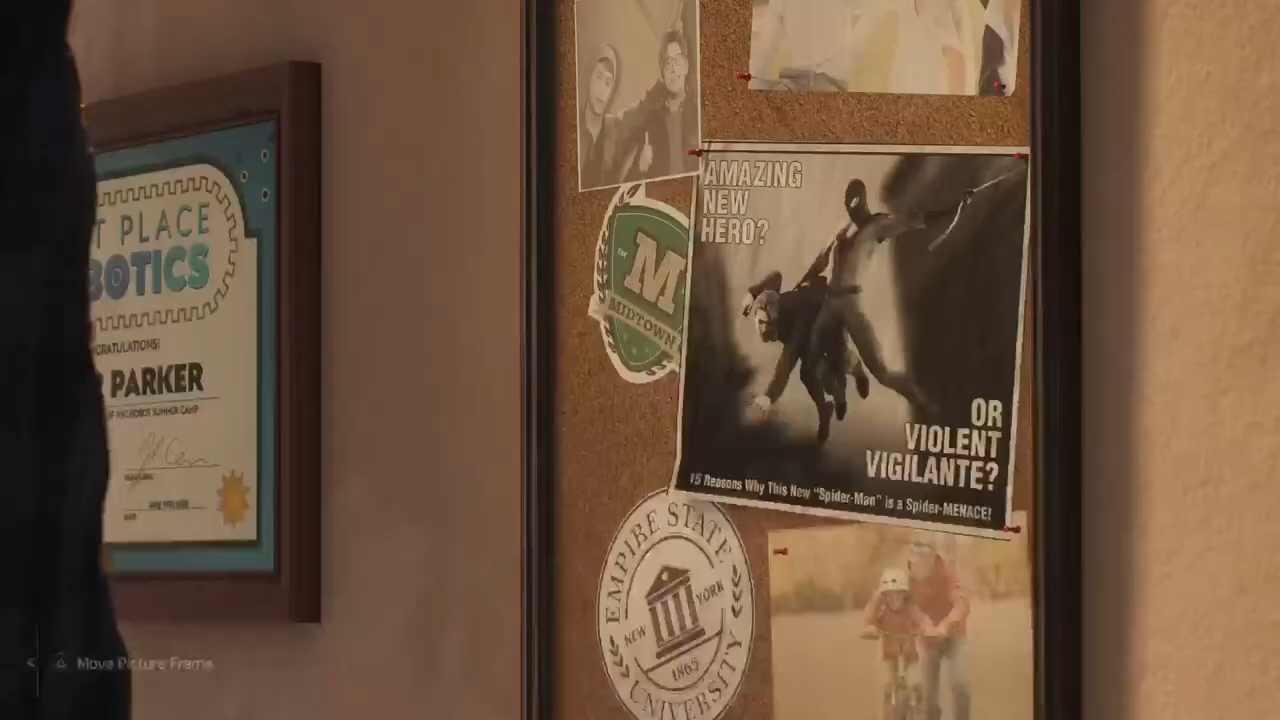 T PLACE
BOTICS
PARKER
M
MIDTOWN
AMAZING
NEW
HERO?
OR
VIOLENT
VIGILANTE?
15 Reasons Why This New "Spider-Man" is a Spider-MENACE!
EMPIRE STATE
NEW YORK
1865
UNIVERSITY
Move Picture Frame